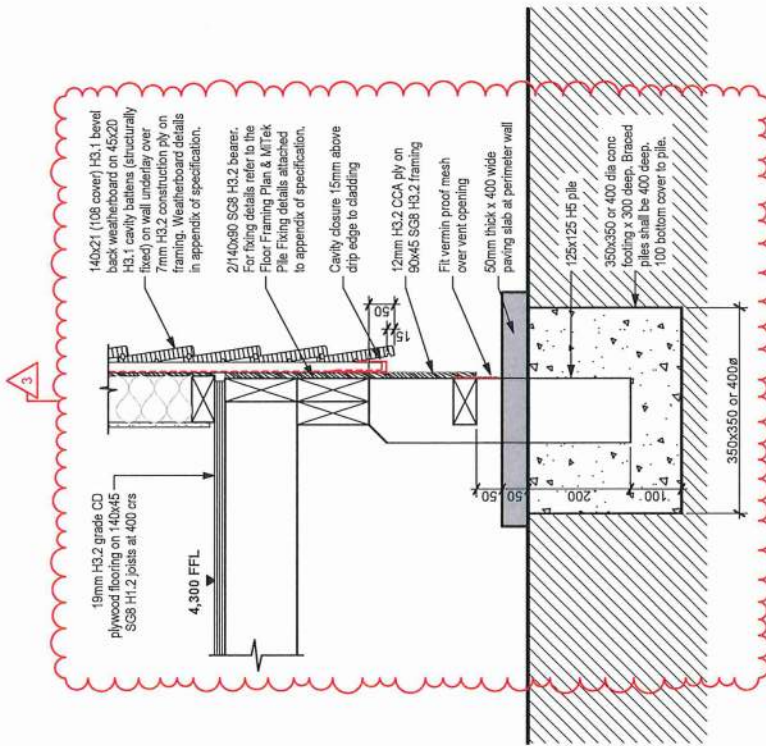 3
140x21 (108 cover) H3.1 bevel
back weatherboard on 45x20
H3.1 cavity battens (structurally
fixed) on wall underlay over
7mm H3.2 construction ply on
framing. Weatherboard details
in appendix of specification.
19mm H3.2 grade CD
plywood flooring on 140x45
SG8 H1.2 joists at 400 crs
4,300 FFL
2/140x90 SG8 H3.2 bearer.
For fixing details refer to the
Floor Framing Plan & MiTek
Pile Fixing details attached
to appendix of specification.
Cavity closure 15mm above
drip edge to cladding
50
15
12mm H3.2 CCA ply on
90x45 SG8 H3.2 framing
Fit vermin proof mesh
over vent opening
50mm thick x 400 wide
paving slab at perimeter wall
125x125 H5 pile
350x350 or 400 dia conc
footing x 300 deep. Braced
piles shall be 400 deep.
100 bottom cover to pile.
50
50
200
100
350x350 or 400ø